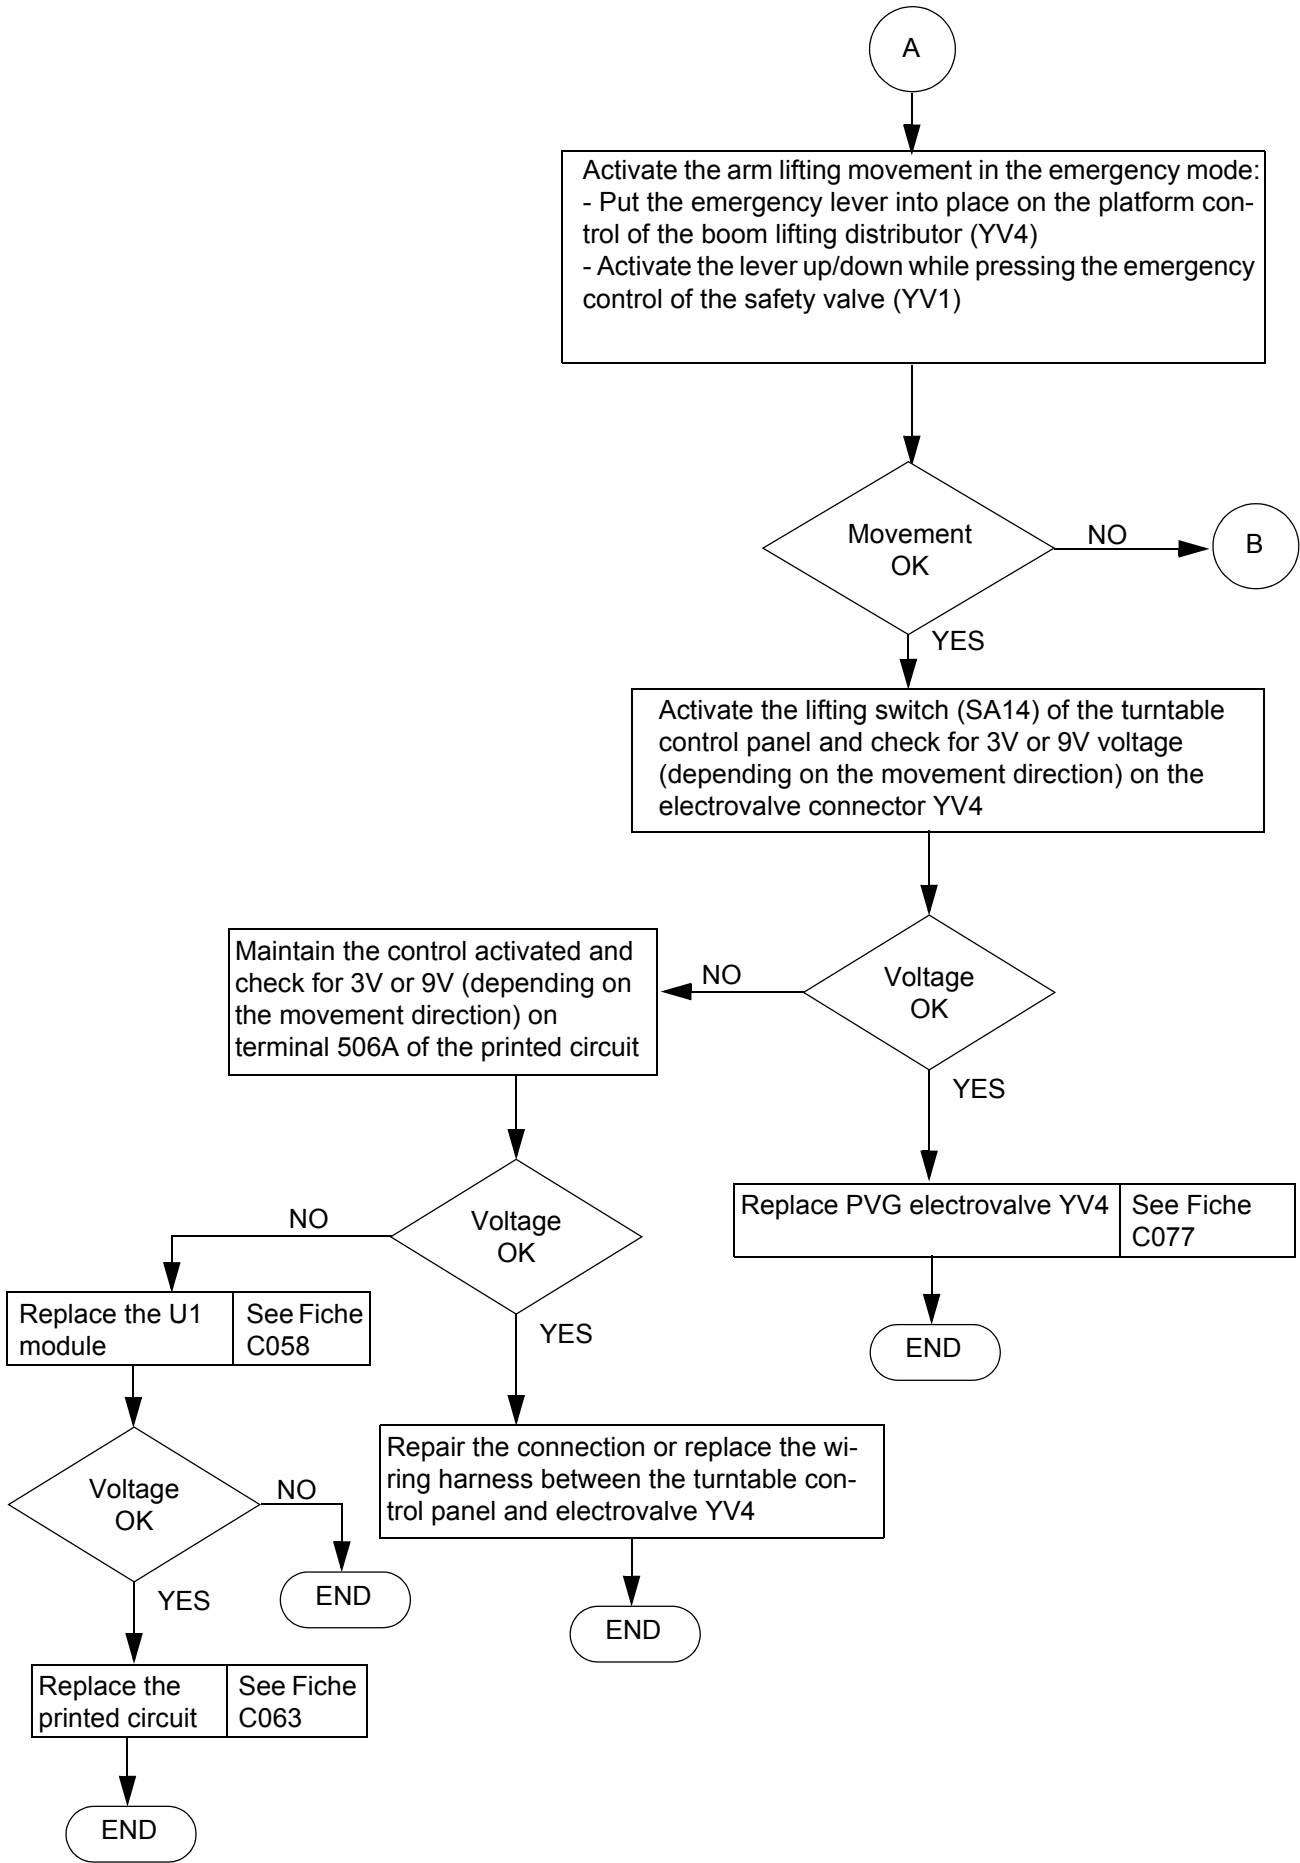 A
Activate the arm lifting movement in the emergency mode:
- Put the emergency lever into place on the platform con-
trol of the boom lifting distributor (YV4)
- Activate the lever up/down while pressing the emergency
control of the safety valve (YV1)
Movement
OK
NO
B
YES
Activate the lifting switch (SA14) of the turntable
control panel and check for 3V or 9V voltage
(depending on the movement direction) on the
electrovalve connector YV4
Maintain the control activated and
check for 3V or 9V (depending on
the movement direction) on
terminal 506A of the printed circuit
NO
Voltage
OK
YES
Replace PVG electrovalve YV4
See Fiche
C077
END
NO
Voltage
OK
YES
Replace the U1
module
See Fiche
C058
Voltage
OK
NO
END
YES
Repair the connection or replace the wi-
ring harness between the turntable con-
trol panel and electrovalve YV4
END
Replace the
printed circuit
See Fiche
C063
END